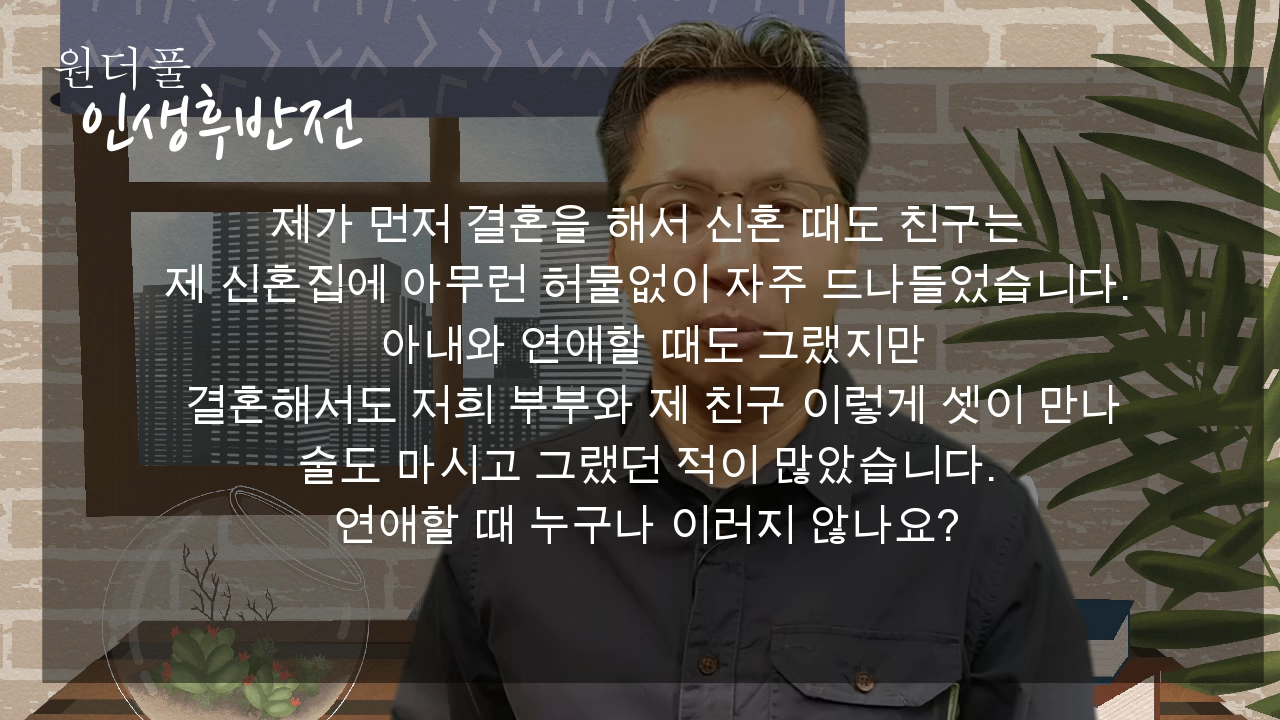 원더풀
인생후반전
제가 먼저 결혼을 해서 신혼 때도 친구는
제 신혼집에 아무런 허물없이 자주 드나들었습니다.
아내와 연애할 때도 그랬지만
결혼해서도 저희 부부와 제 친구 이렇게 셋이 만나
술도 마시고 그랬던 적이 많았습니다.
연애할 때 누구나 이러지 않나요?